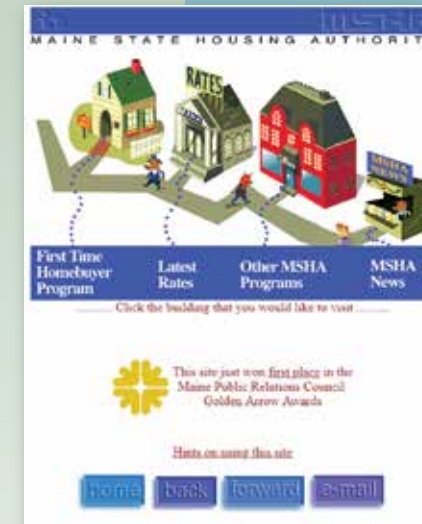 MSHA
MAINE STATE HOUSING AUTHORIT
RATES
MSHA
NEWS
First Time
Homebuyer
Program
Latest
Rates
Other MSHA
Programs
MSHA
News
Click the building that you would like to visit
This site just won first place in the
Maine Public Relations Council
Golden Arrow Awards
Hints on using this site
home back forward e-mail